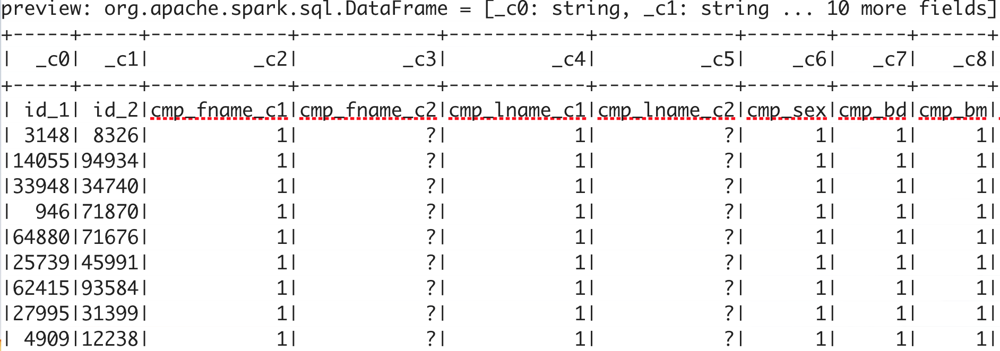 preview: org.apache.spark.sql.DataFrame = [_c0: string, _c1: string ... 10 more fields]
+-----+-----+------------+------------+------------+------------+-------+------+------+
|  _c0|  _c1|         _c2|         _c3|         _c4|         _c5|    _c6|   _c7|   _c8|
+-----+-----+------------+------------+------------+------------+-------+------+------+
| id_1| id_2|cmp_fname_c1|cmp_fname_c2|cmp_lname_c1|cmp_lname_c2|cmp_sex|cmp_bd|cmp_bm|
| 3148| 8326|           1|           ?|           1|           ?|      1|     1|     1|
|14055|94934|           1|           ?|           1|           ?|      1|     1|     1|
|33948|34740|           1|           ?|           1|           ?|      1|     1|     1|
|  946|71870|           1|           ?|           1|           ?|      1|     1|     1|
|64880|71676|           1|           ?|           1|           ?|      1|     1|     1|
|25739|45991|           1|           ?|           1|           ?|      1|     1|     1|
|62415|93584|           1|           ?|           1|           ?|      1|     1|     1|
|27995|31399|           1|           ?|           1|           ?|      1|     1|     1|
| 4909|12238|           1|           ?|           1|           ?|      1|     1|     1|